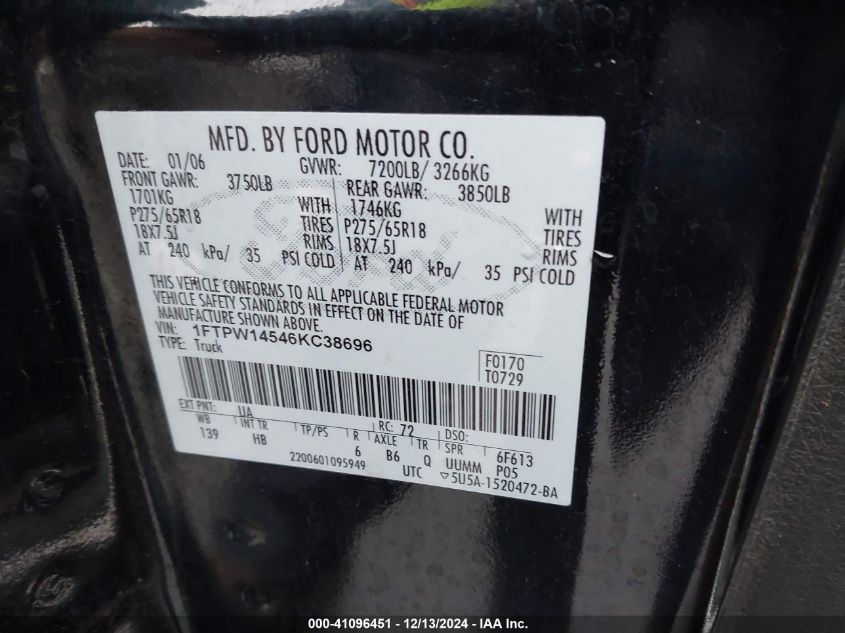 MFD. BY FORD MOTOR CO.
DATE: 01/06 GVWR: 7200LB/ 3266KG
FRONT GAWR: 3750LB REAR GAWR: 3850LB
1701KG WITH 1746KG WITH
P275/65R18 TIRES P275/65R18 TIRES
18X7.5J RIMS 18X7.5J RIMS
AT 240 kPa/ 35 PSI COLD AT 240 kPa/ 35 PSI COLD
THIS VEHICLE CONFORMS TO ALL APPLICABLE FEDERAL MOTOR
VEHICLE SAFETY STANDARDS IN EFFECT ON THE DATE OF
MANUFACTURE SHOWN ABOVE.
VIN: 1FTPW14546KC38696
TYPE: Truck
F0170
T0729
EXT PNT: UA RC: 72 DSO:
WB INT TR TP/PS R AXLE TR SPR 6F613
139 HB 6 B6 Q UUMM P05
2200601095949 UTC ▽5U5A-1520472-BA
Ford
000-41096451 - 12/13/2024 - IAA Inc.